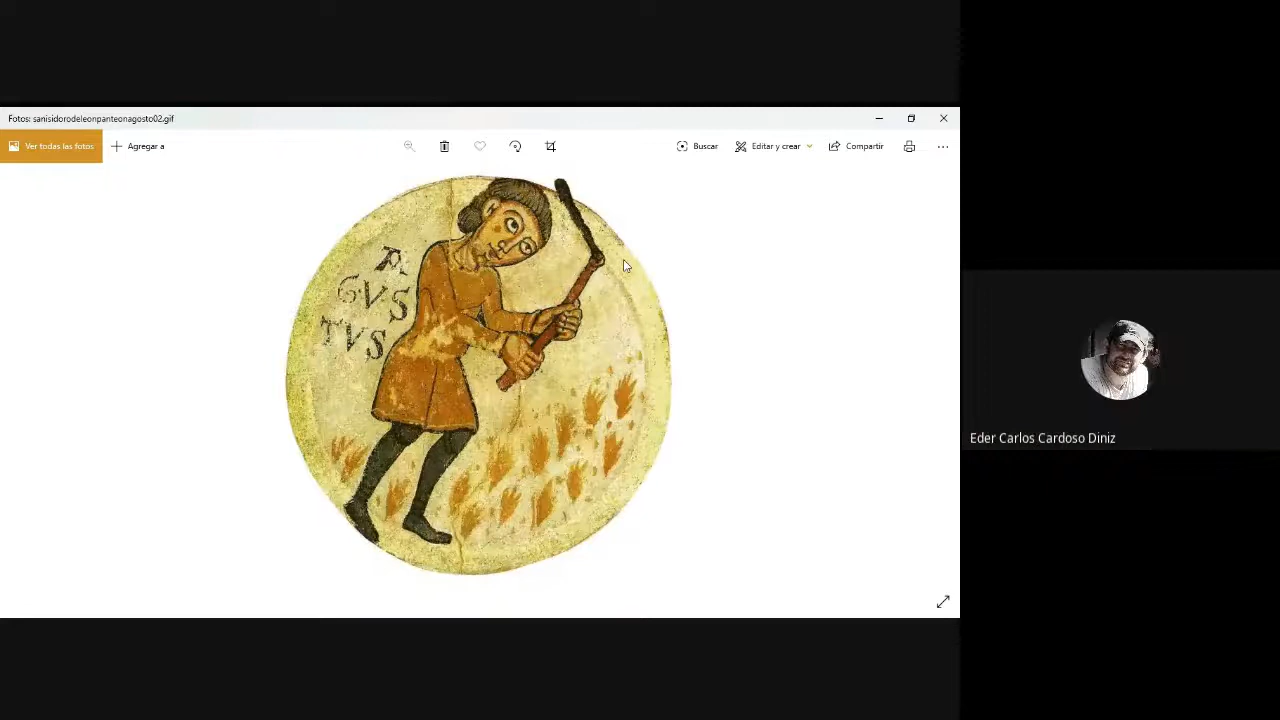 Fotos: sanisidorodeleonpanteonagosto02.gif
Ver todas las fotos
Agregar a
Buscar
Editar y crear
Compartir
A
GVS
TVS
Eder Carlos Cardoso Diniz